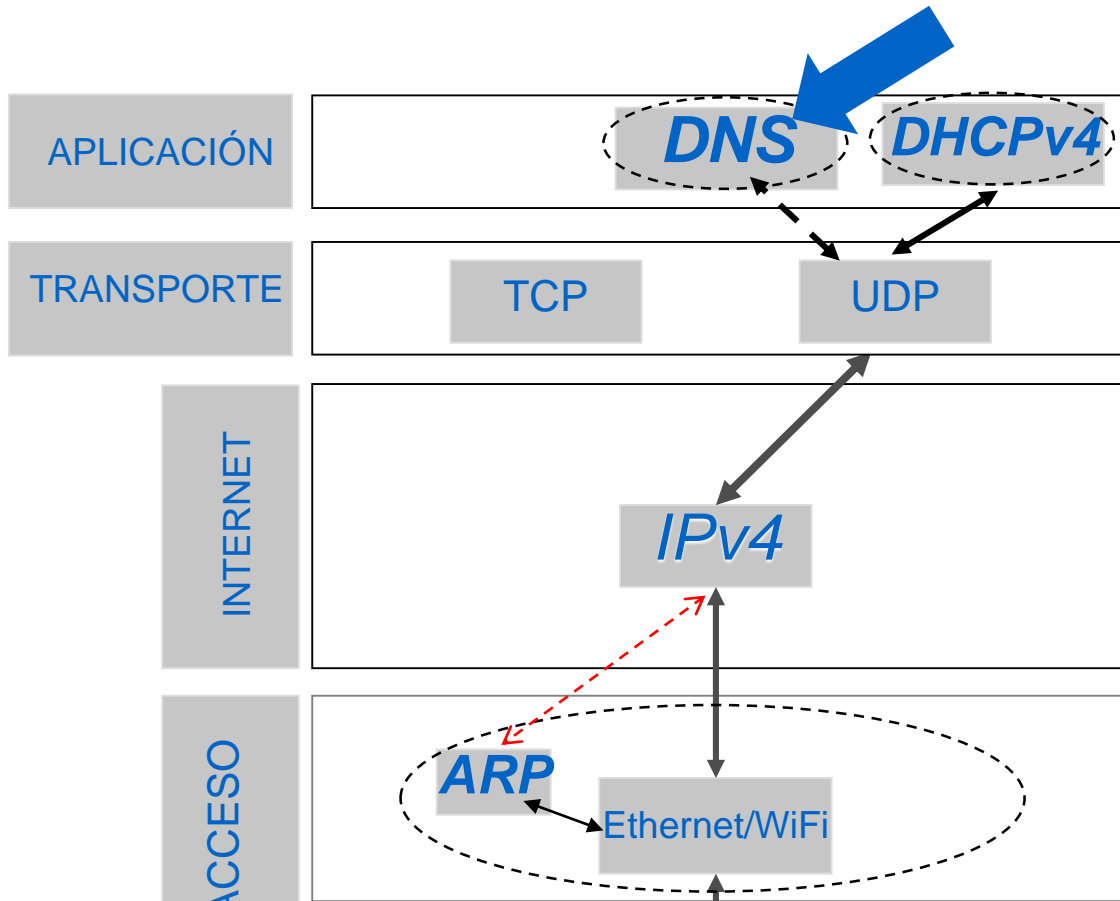 APLICACIÓN
DNS
DHCPv4
TRANSPORTE
TCP
UDP
INTERNET
IPv4
ACCESO
ARP
Ethernet/WiFi